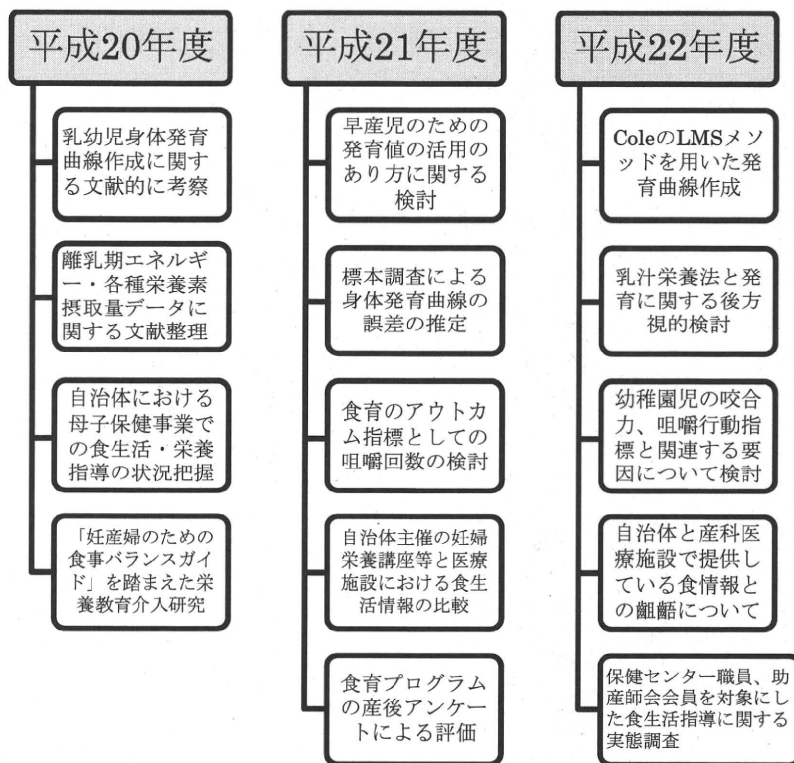 平成20年度
乳幼児身体発育
曲線作成に関す
る文献的に考察
離乳期エネルギ
ー・各種栄養素
摂取量データに
関する文献整理
自治体における
母子保健事業で
の食生活・栄養
指導の状況把握
「妊産婦のための
食事バランスガイ
ド」を踏まえた栄
養教育介入研究
平成21年度
早産児のための
発育値の活用の
あり方に関する
検討
標本調査による
身体発育曲線の
誤差の推定
食育のアウトカ
ム指標としての
咀嚼回数の検討
自治体主催の妊婦
栄養講座等と医療
施設における食生
活情報の比較
食育プログラム
の産後アンケー
トによる評価
平成22年度
ColeのLMSメソ
ッドを用いた発
育曲線作成
乳汁栄養法と発
育に関する後方
視的検討
幼稚園児の咬合
力、咀嚼行動指
標と関連する要
因について検討
自治体と産科医
療施設で提供し
ている食情報と
の齟齬について
保健センター職員、助
産師会会員を対象にし
た食生活指導に関する
実態調査